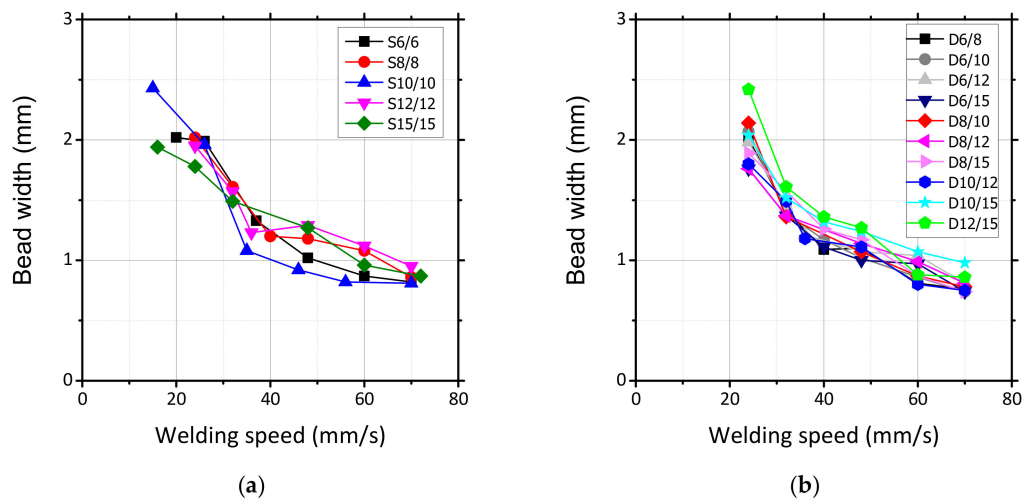 3
2
1
0
0
20
40
60
80
Bead width (mm)
Welding speed (mm/s)
S6/6
S8/8
S10/10
S12/12
S15/15
(a)
3
2
1
0
0
20
40
60
80
Bead width (mm)
Welding speed (mm/s)
D6/8
D6/10
D6/12
D6/15
D8/10
D8/12
D8/15
D10/12
D10/15
D12/15
(b)